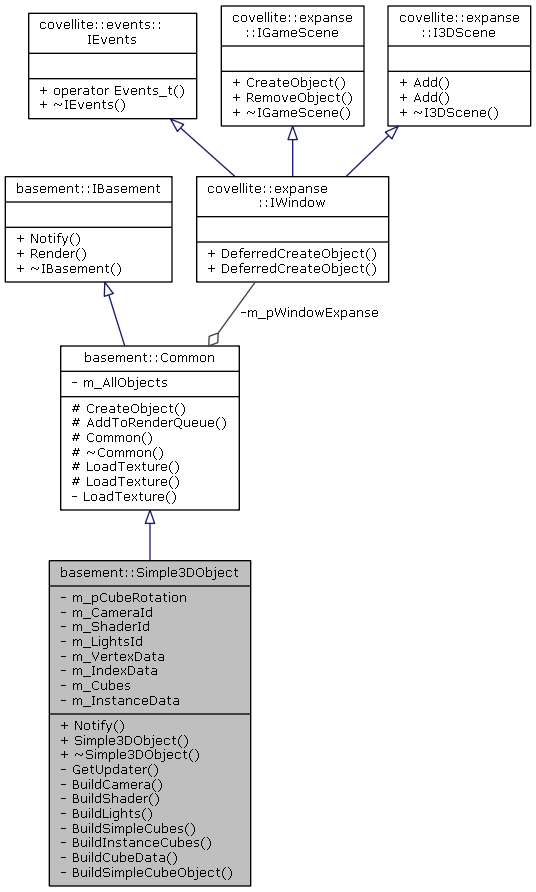 covellite::events::
IEvents
+ operator Events_t()
+ ~IEvents()
covellite::expanse
::IGameScene
+ CreateObject()
+ RemoveObject()
+ ~IGameScene()
covellite::expanse
::I3DScene
+ Add()
+ Add()
+ ~I3DScene()
basement::IBasement
+ Notify()
+ Render()
+ ~IBasement()
covellite::expanse
::IWindow
+ DeferredCreateObject()
+ DeferredCreateObject()
-m_pWindowExpanse
basement::Common
- m_AllObjects
# CreateObject()
# AddToRenderQueue()
# Common()
# ~Common()
# LoadTexture()
# LoadTexture()
- LoadTexture()
basement::Simple3DObject
- m_pCubeRotation
- m_CameraId
- m_ShaderId
- m_LightsId
- m_VertexData
- m_IndexData
- m_Cubes
- m_InstanceData
+ Notify()
+ Simple3DObject()
+ ~Simple3DObject()
- GetUpdater()
- BuildCamera()
- BuildShader()
- BuildLights()
- BuildSimpleCubes()
- BuildInstanceCubes()
- BuildCubeData()
- BuildSimpleCubeObject()